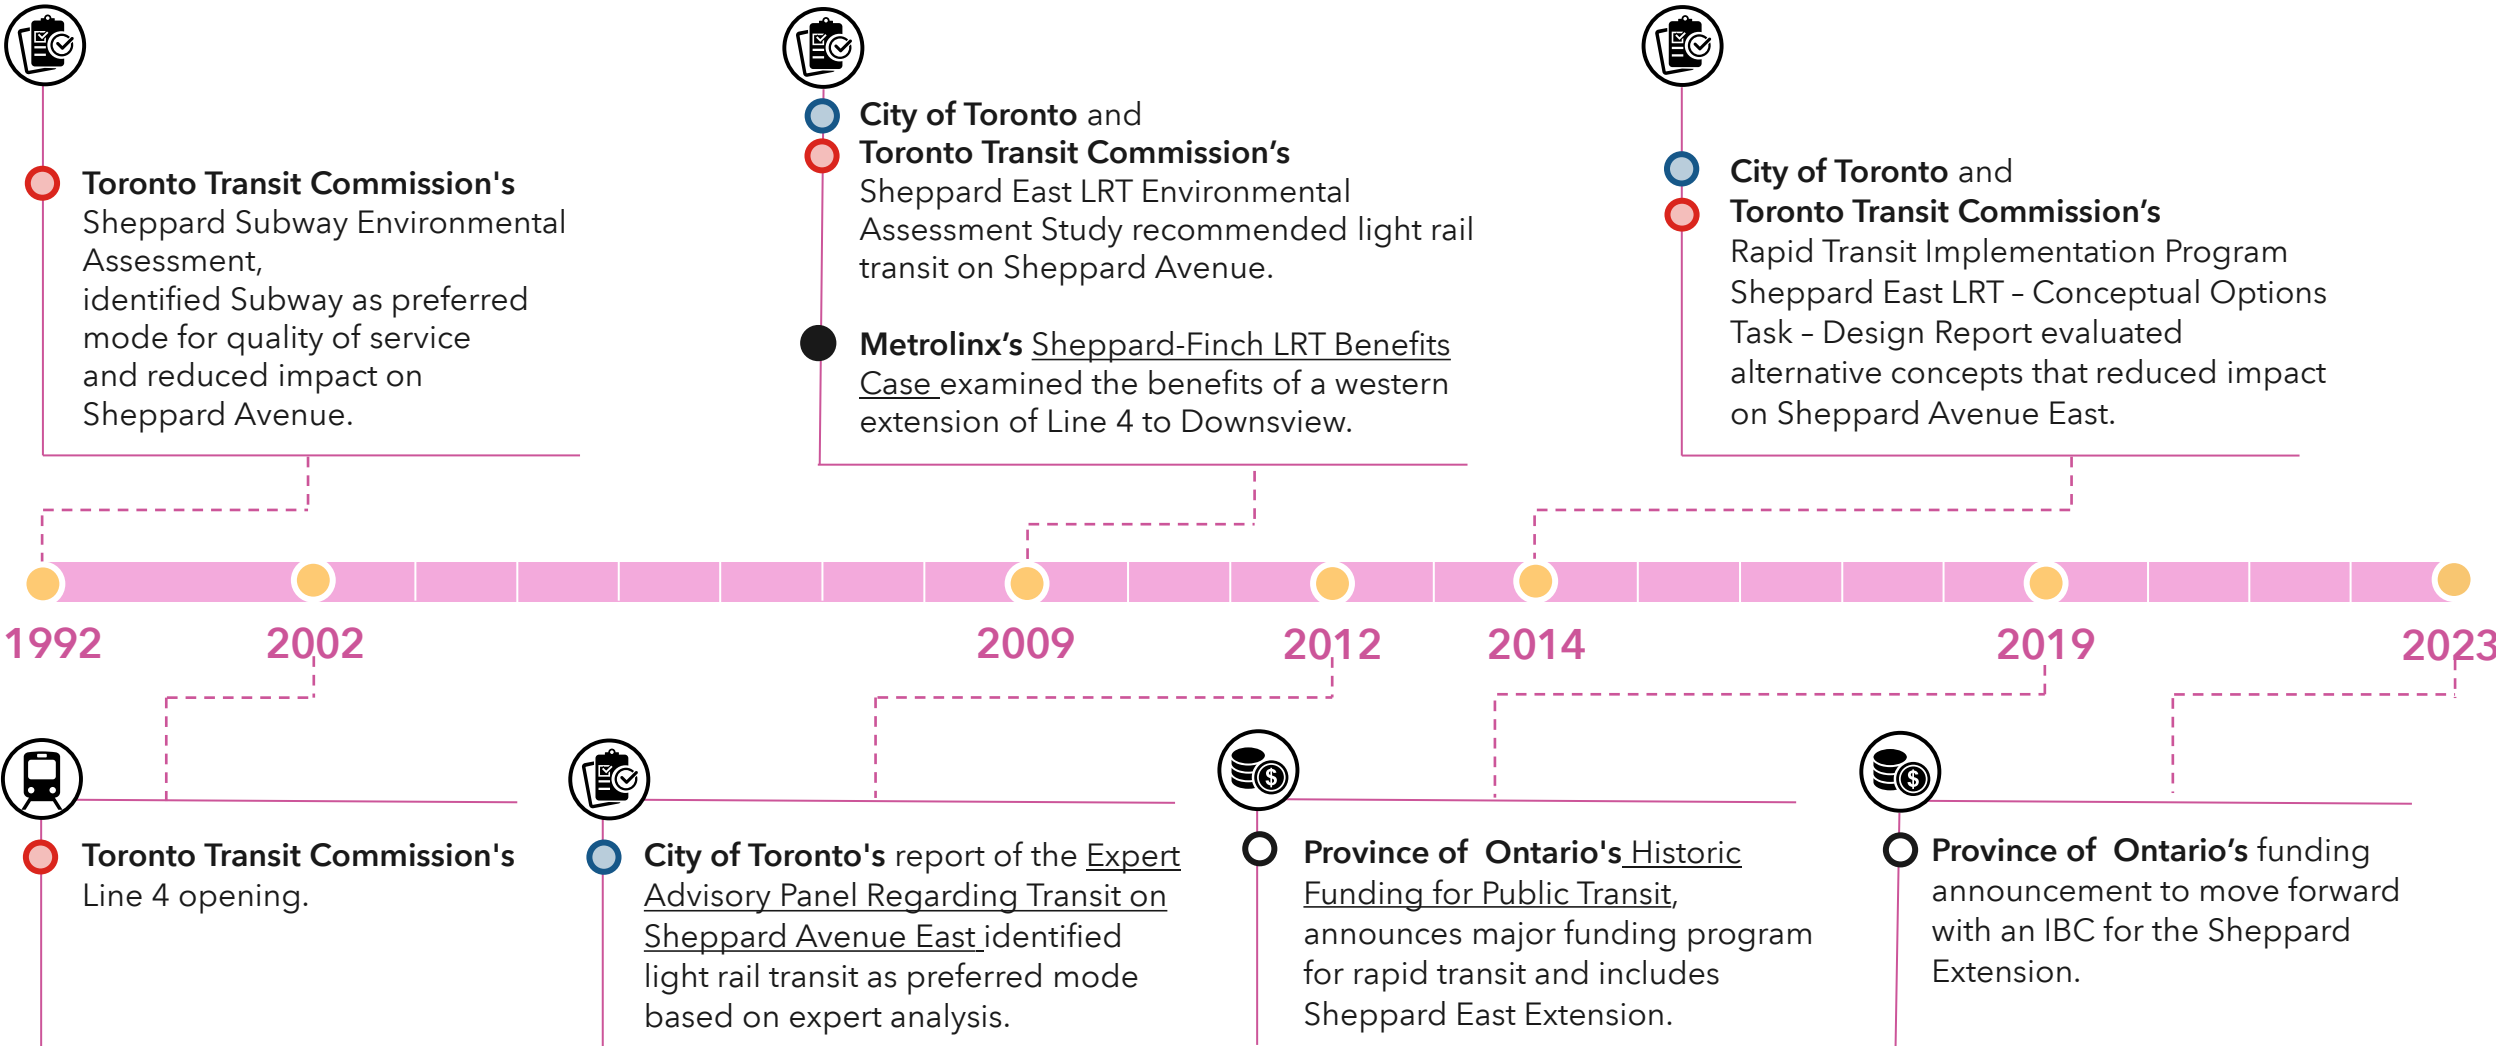 Toronto Transit Commission's
Sheppard Subway Environmental
Assessment,
identified Subway as preferred
mode for quality of service
and reduced impact on
Sheppard Avenue.
City of Toronto and
Toronto Transit Commission’s
Sheppard East LRT Environmental
Assessment Study recommended light rail
transit on Sheppard Avenue.
Metrolinx’s Sheppard-Finch LRT Benefits
Case examined the benefits of a western
extension of Line 4 to Downsview.
City of Toronto and
Toronto Transit Commission’s
Rapid Transit Implementation Program
Sheppard East LRT – Conceptual Options
Task – Design Report evaluated
alternative concepts that reduced impact
on Sheppard Avenue East.
1992
2002
2009
2012
2014
2019
2023
Toronto Transit Commission's
Line 4 opening.
City of Toronto's report of the Expert
Advisory Panel Regarding Transit on
Sheppard Avenue East identified
light rail transit as preferred mode
based on expert analysis.
Province of Ontario's Historic
Funding for Public Transit,
announces major funding program
for rapid transit and includes
Sheppard East Extension.
Province of Ontario’s funding
announcement to move forward
with an IBC for the Sheppard
Extension.